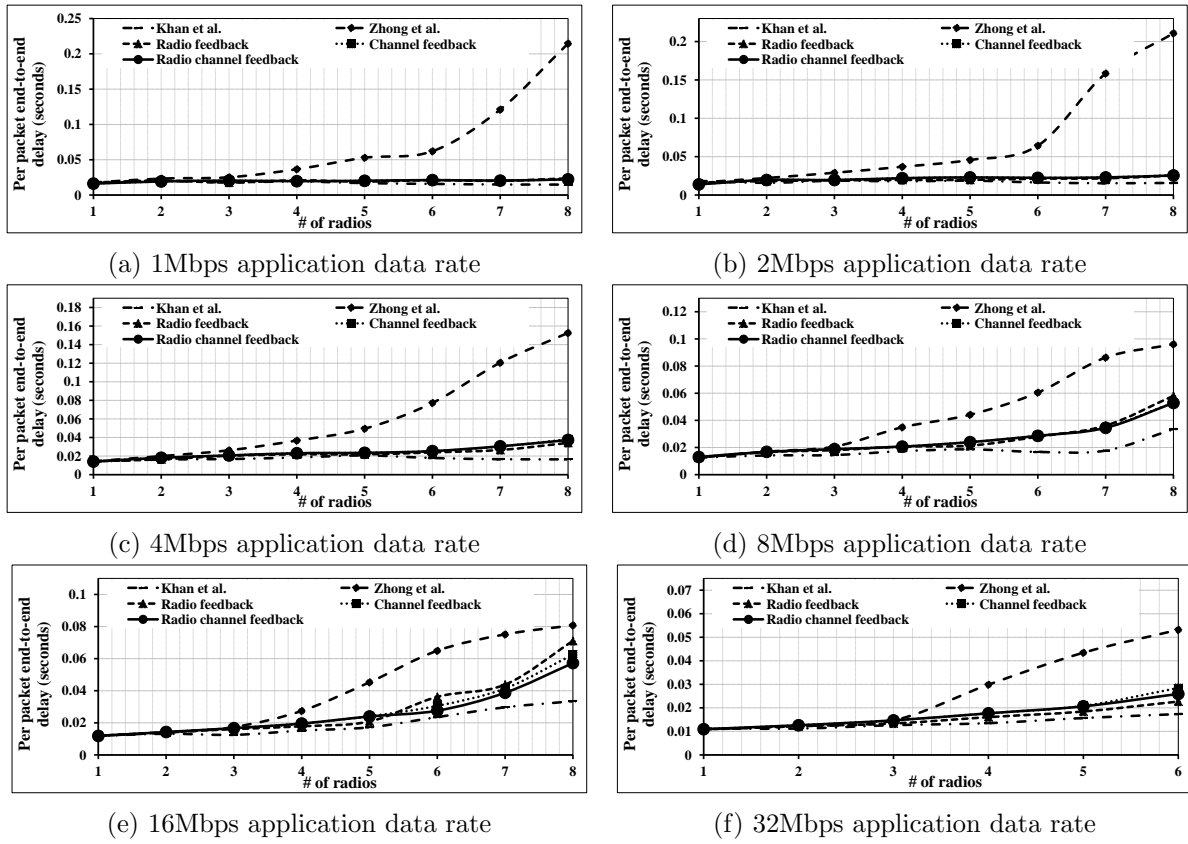 0.25
0.2
0.15
0.1
0.05
0
Per packet end-to-end
delay (seconds)
Khan et al.
Zhong et al.
Radio feedback
Channel feedback
Radio channel feedback
1 2 3 4 5 6 7 8
# of radios
(a) 1Mbps application data rate
0.2
0.15
0.1
0.05
0
Per packet end-to-end
delay (seconds)
Khan et al.
Zhong et al.
Radio feedback
Channel feedback
Radio channel feedback
1 2 3 4 5 6 7 8
# of radios
(b) 2Mbps application data rate
0.18
0.16
0.14
0.12
0.1
0.08
0.06
0.04
0.02
0
Per packet end-to-end
delay (seconds)
Khan et al.
Zhong et al.
Radio feedback
Channel feedback
Radio channel feedback
1 2 3 4 5 6 7 8
# of radios
(c) 4Mbps application data rate
0.12
0.1
0.08
0.06
0.04
0.02
0
Per packet end-to-end
delay (seconds)
Khan et al.
Zhong et al.
Radio feedback
Channel feedback
Radio channel feedback
1 2 3 4 5 6 7 8
# of radios
(d) 8Mbps application data rate
0.1
0.08
0.06
0.04
0.02
0
Per packet end-to-end
delay (seconds)
Khan et al.
Zhong et al.
Radio feedback
Channel feedback
Radio channel feedback
1 2 3 4 5 6 7 8
# of radios
(e) 16Mbps application data rate
0.07
0.06
0.05
0.04
0.03
0.02
0.01
0
Per packet end-to-end
delay (seconds)
Khan et al.
Zhong et al.
Radio feedback
Channel feedback
Radio channel feedback
1 2 3 4 5 6
# of radios
(f) 32Mbps application data rate